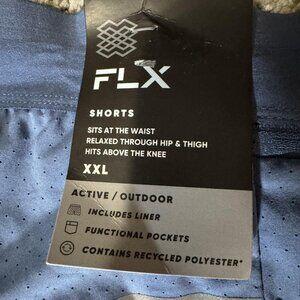 FLX
SHORTS
SITS AT THE WAIST
RELAXED THROUGH HIP & THIGH
HITS ABOVE THE KNEE
XXL
ACTIVE / OUTDOOR
INCLUDES LINER
FUNCTIONAL POCKETS
CONTAINS RECYCLED POLYESTER*